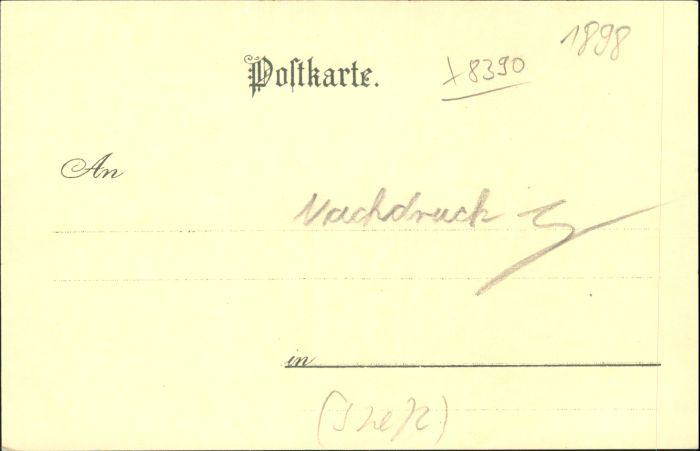 1898
Postkarte.
+8390
An
Nachdruck
in